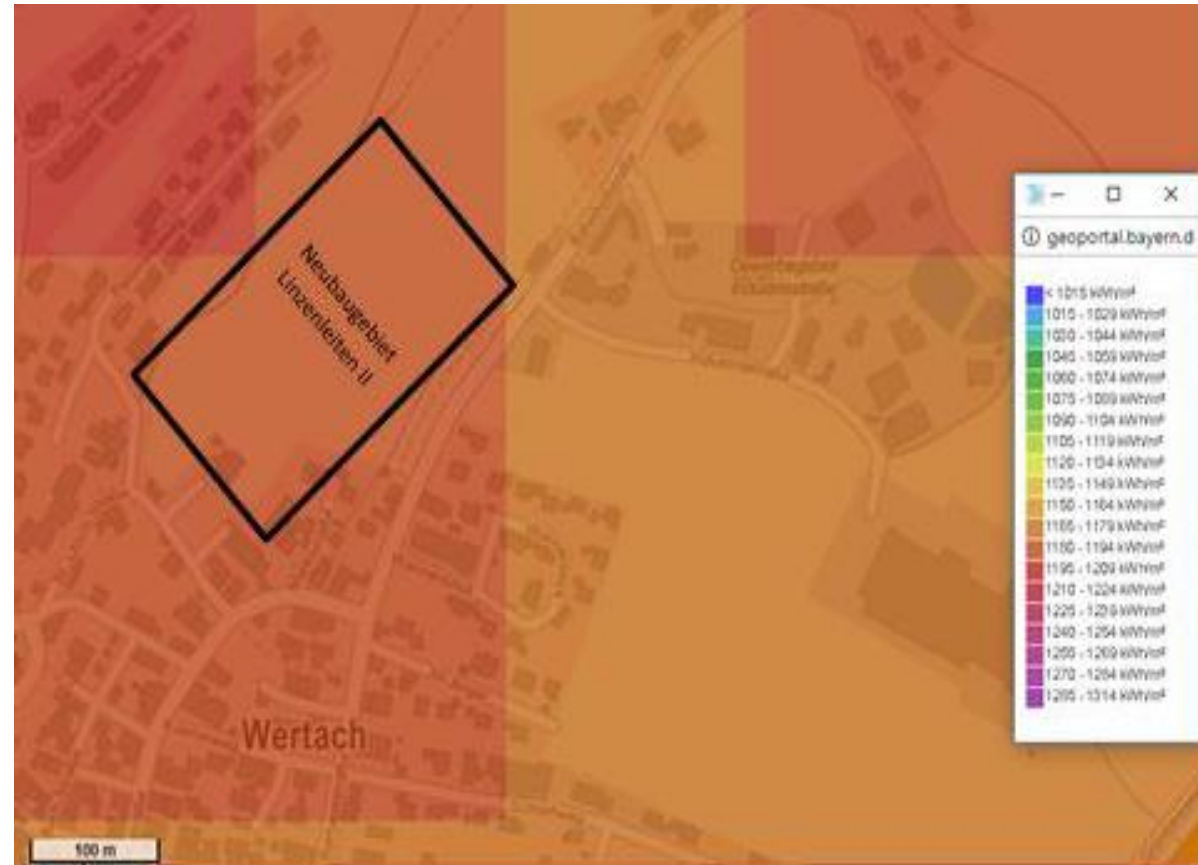 Neubaugebiet
Linzenleiten II
Wertach
100 m
geoportal.bayern.d
< 1015 kWh/m²
1015 - 1029 kWh/m²
1030 - 1044 kWh/m²
1045 - 1059 kWh/m²
1060 - 1074 kWh/m²
1075 - 1089 kWh/m²
1090 - 1104 kWh/m²
1105 - 1119 kWh/m²
1120 - 1134 kWh/m²
1135 - 1149 kWh/m²
1150 - 1164 kWh/m²
1165 - 1179 kWh/m²
1180 - 1194 kWh/m²
1195 - 1209 kWh/m²
1210 - 1224 kWh/m²
1225 - 1239 kWh/m²
1240 - 1254 kWh/m²
1255 - 1269 kWh/m²
1270 - 1284 kWh/m²
1285 - 1314 kWh/m²